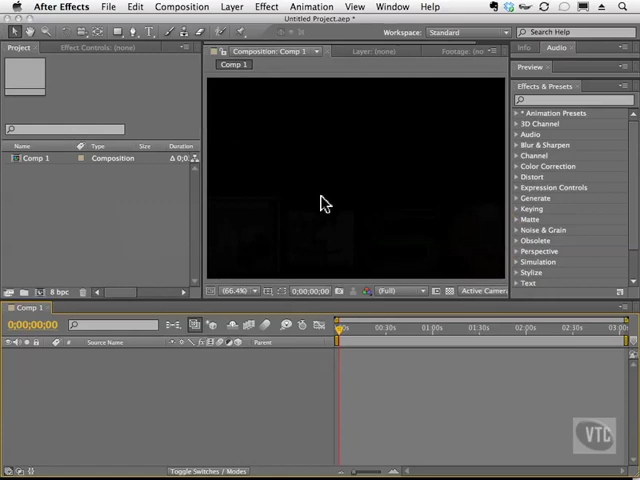 After Effects File Edit Composition Layer Effect Animation View Window Help
Untitled Project.aep *
Workspace: Standard Search Help
Project Effect Controls: (none) Composition: Comp 1 Layer: (none) Footage: (none) Info Audio
Comp 1
Preview
Effects & Presets
* Animation Presets
3D Channel
Audio
Blur & Sharpen
Name Type Size Duration
Channel
Comp 1 Composition 0;0
Color Correction
Distort
Expression Controls
Generate
Keying
Matte
Noise & Grain
Obsolete
Perspective
Simulation
Stylize
Text
8 bpc (66.4%) 0;00;00;00 (Full) Active Camer
Comp 1
0;00;00;00
00:30s 01:00s 01:30s 02:00s 02:30s 03:00
# Source Name Parent
VTC
Toggle Switches / Modes